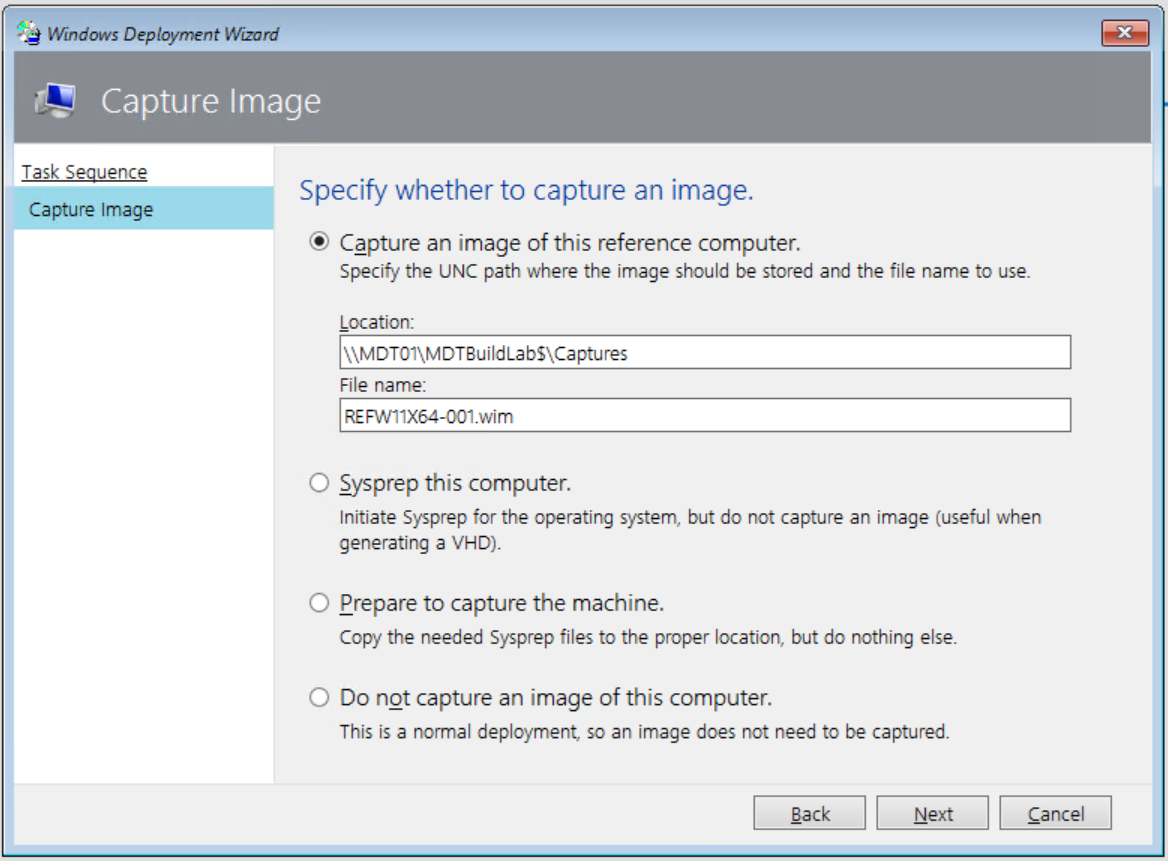 Windows Deployment Wizard
Capture Image
Task Sequence
Capture Image
Specify whether to capture an image.
Capture an image of this reference computer.
Specify the UNC path where the image should be stored and the file name to use.
Location:
\\MDT01\MDTBuildLab$\Captures
File name:
REFW11X64-001.wim
Sysprep this computer.
Initiate Sysprep for the operating system, but do not capture an image (useful when
generating a VHD).
Prepare to capture the machine.
Copy the needed Sysprep files to the proper location, but do nothing else.
Do not capture an image of this computer.
This is a normal deployment, so an image does not need to be captured.
Back
Next
Cancel